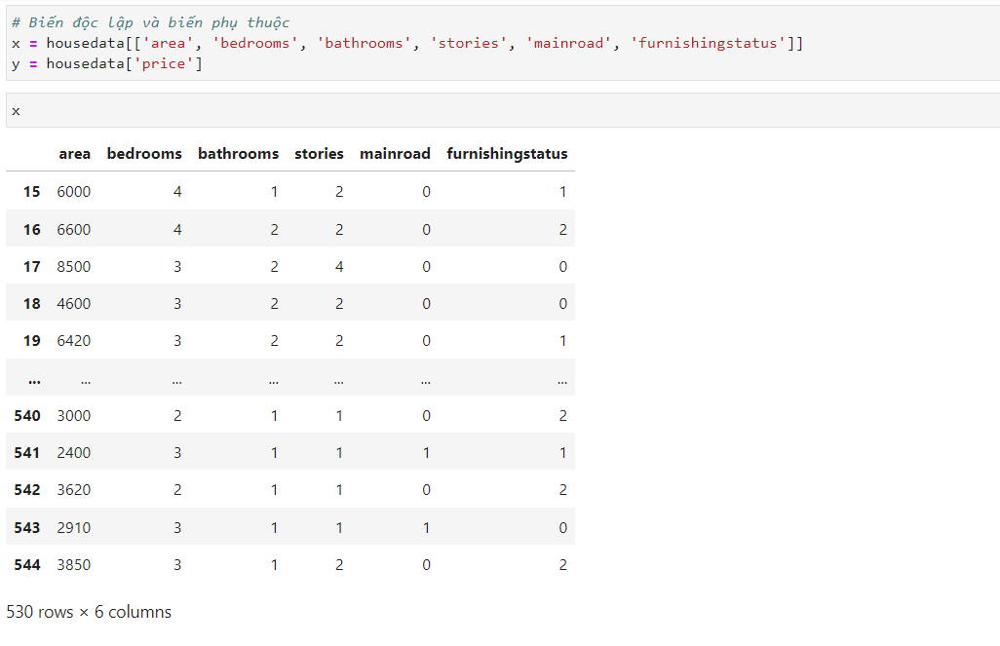 # Biến độc lập và biến phụ thuộc
x = housedata[['area', 'bedrooms', 'bathrooms', 'stories', 'mainroad', 'furnishingstatus']]
y = housedata['price']
x
area bedrooms bathrooms stories mainroad furnishingstatus
15 6000 4 1 2 0 1
16 6600 4 2 2 0 2
17 8500 3 2 4 0 0
18 4600 3 2 2 0 0
19 6420 3 2 2 0 1
... ... ... ... ... ... ...
540 3000 2 1 1 0 2
541 2400 3 1 1 1 1
542 3620 2 1 1 0 2
543 2910 3 1 1 1 0
544 3850 3 1 2 0 2
530 rows × 6 columns